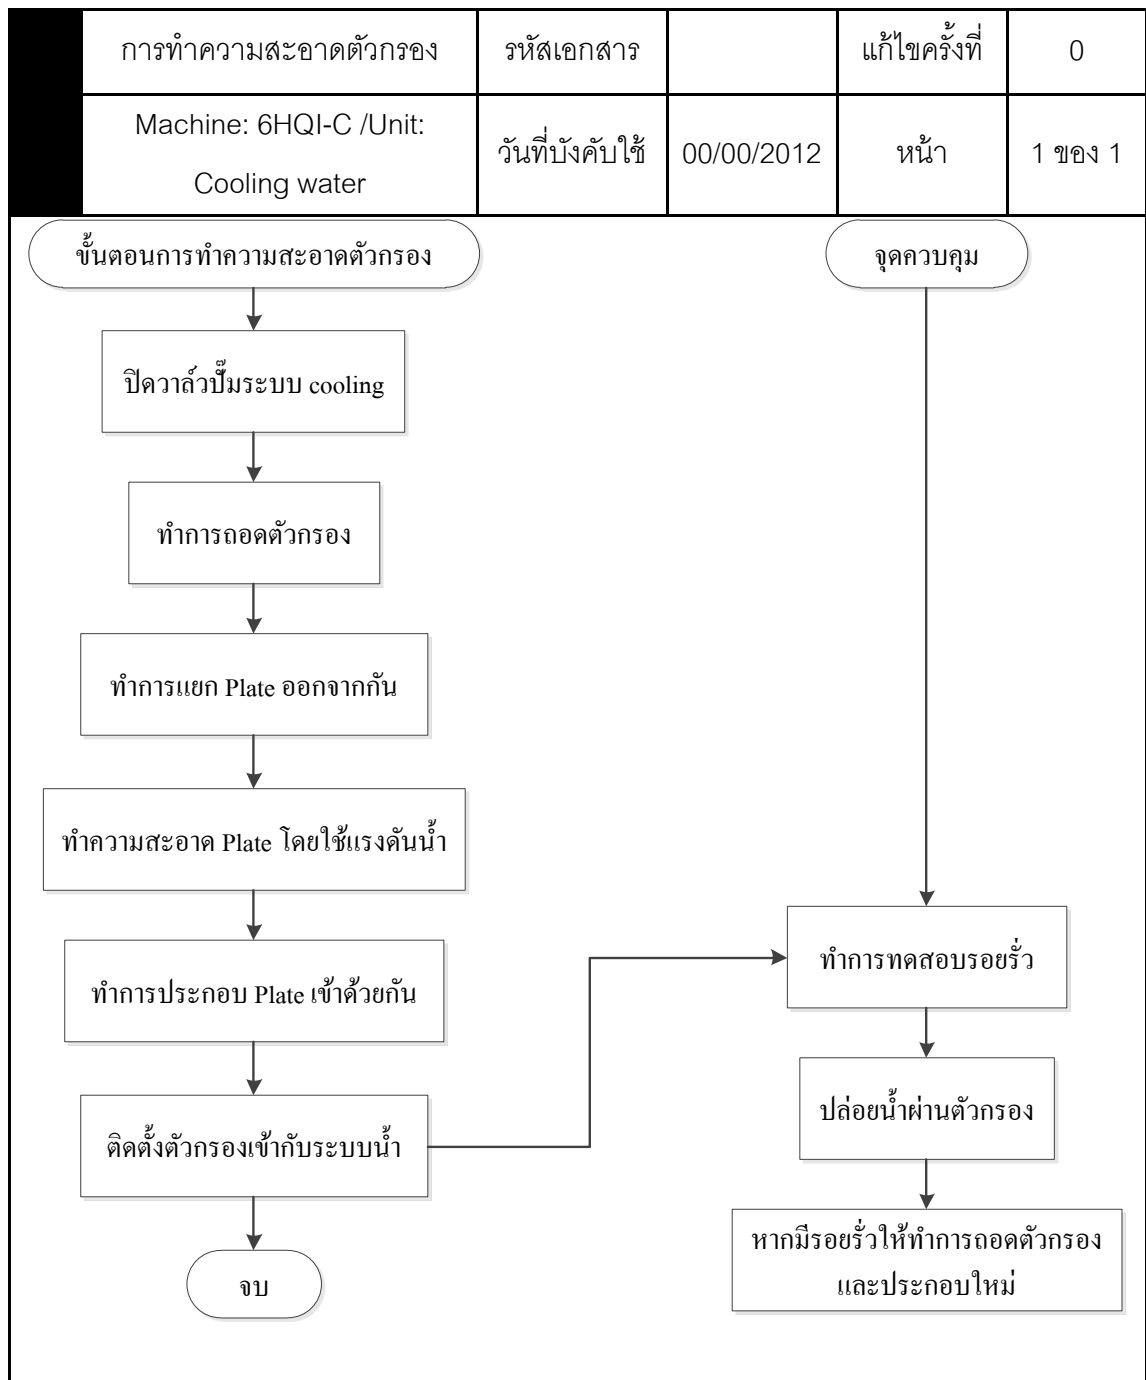 การทำความสะอาดตัวกรอง
รหัสเอกสาร
แก้ไขครั้งที่
0
Machine: 6HQI-C /Unit:
Cooling water
วันที่บังคับใช้
00/00/2012
หน้า
1 ของ 1
ขั้นตอนการทำความสะอาดตัวกรอง
ปิดวาล์วปั๊มระบบ cooling
ทำการถอดตัวกรอง
ทำการแยก Plate ออกจากกัน
ทำความสะอาด Plate โดยใช้แรงดันน้ำ
ทำการประกอบ Plate เข้าด้วยกัน
ติดตั้งตัวกรองเข้ากับระบบน้ำ
จบ
จุดควบคุม
ทำการทดสอบรอยรั่ว
ปล่อยน้ำผ่านตัวกรอง
หากมีรอยรั่วให้ทำการถอดตัวกรอง
และประกอบใหม่